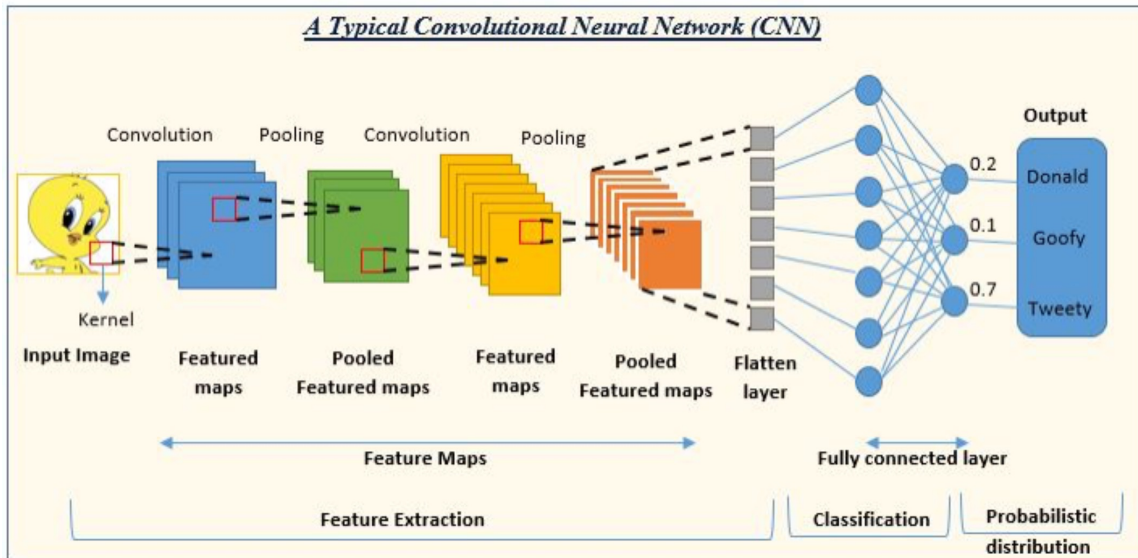 A Typical Convolutional Neural Network (CNN)
Convolution
Pooling
Convolution
Pooling
Output
0.2
Donald
0.1
Goofy
0.7
Tweety
Kernel
Input Image
Featured
maps
Pooled
Featured maps
Featured
maps
Pooled
Featured maps
Flatten
layer
Feature Maps
Fully connected layer
Feature Extraction
Classification
Probabilistic
distribution